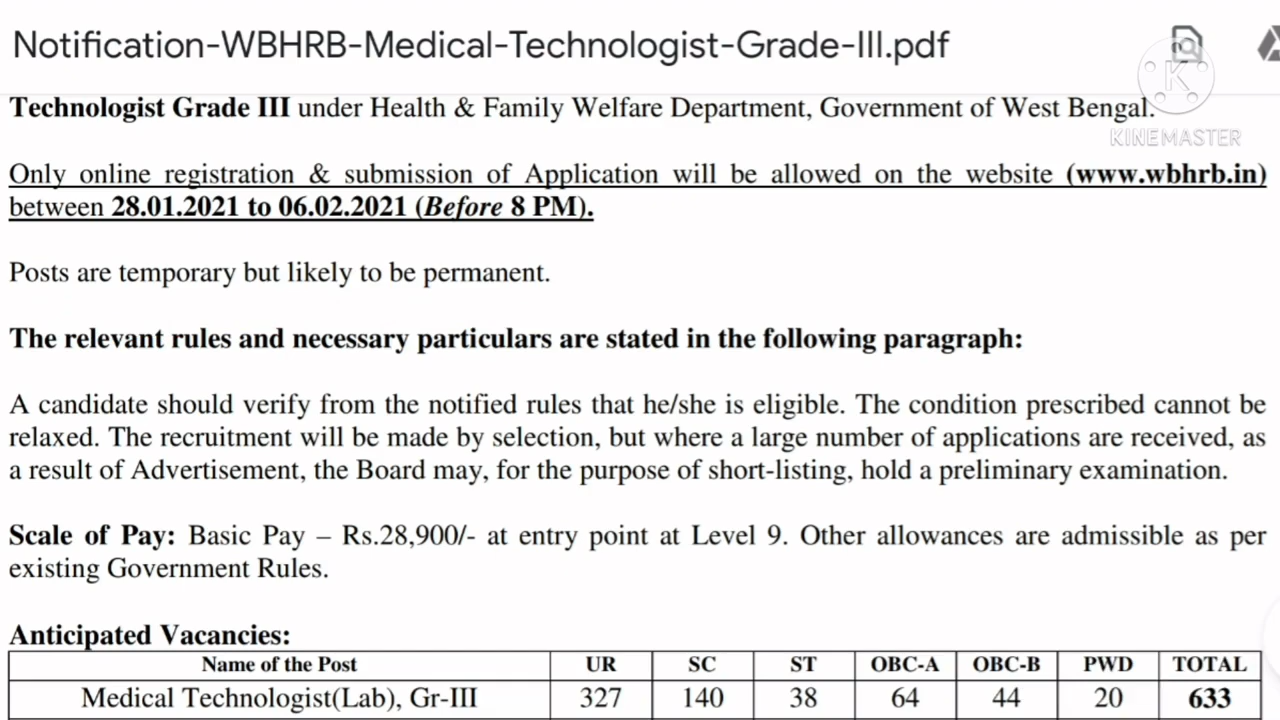 Notification-WBHRB-Medical-Technologist-Grade-III.pdf
KINEMASTER
Technologist Grade III under Health & Family Welfare Department, Government of West Bengal.
Only online registration & submission of Application will be allowed on the website (www.wbhrb.in)
between 28.01.2021 to 06.02.2021 (Before 8 PM).
Posts are temporary but likely to be permanent.
The relevant rules and necessary particulars are stated in the following paragraph:
A candidate should verify from the notified rules that he/she is eligible. The condition prescribed cannot be
relaxed. The recruitment will be made by selection, but where a large number of applications are received, as
a result of Advertisement, the Board may, for the purpose of short-listing, hold a preliminary examination.
Scale of Pay: Basic Pay – Rs.28,900/- at entry point at Level 9. Other allowances are admissible as per
existing Government Rules.
Anticipated Vacancies:
Name of the Post UR SC ST OBC-A OBC-B PWD TOTAL
Medical Technologist(Lab), Gr-III 327 140 38 64 44 20 633